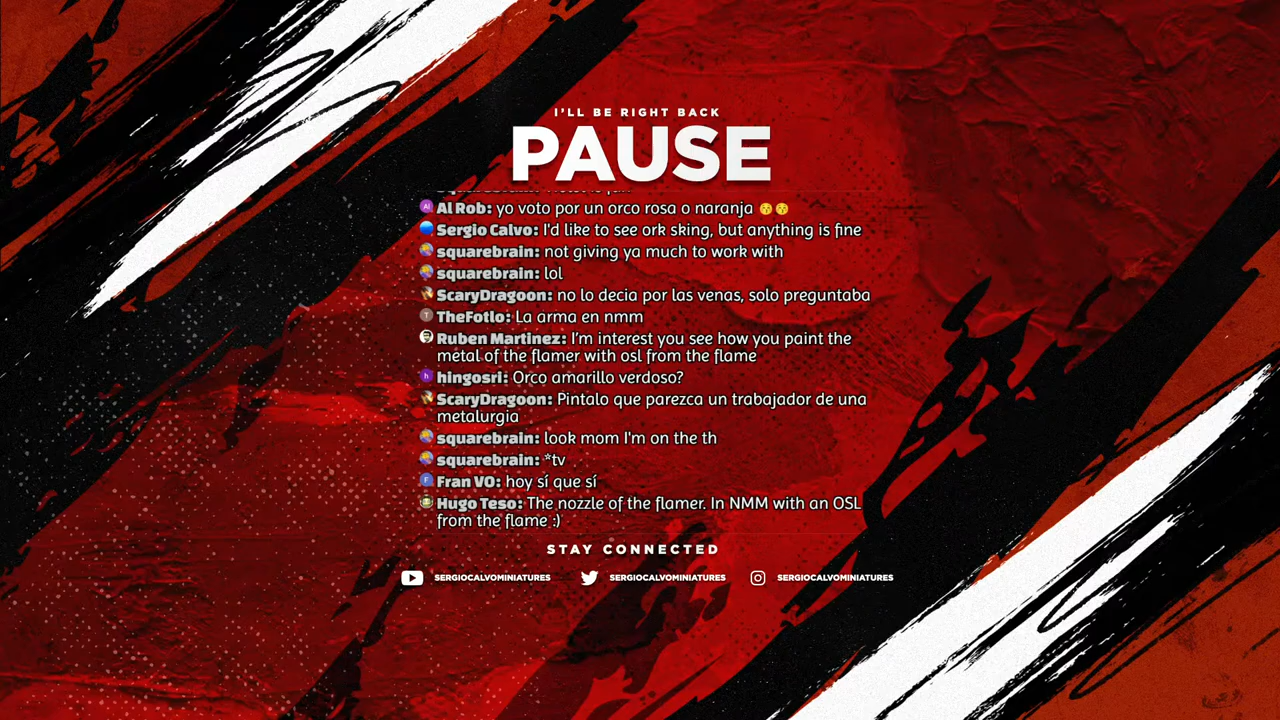 I'LL BE RIGHT BACK
PAUSE
Al Rob: yo voto por un orco rosa o naranja 😚😚
Sergio Calvo: I'd like to see ork sking, but anything is fine
squarebrain: not giving ya much to work with
squarebrain: lol
ScaryDragoon: no lo decia por las venas, solo preguntaba
T TheFotlo: La arma en nmm
Ruben Martinez: I'm interest you see how you paint the
metal of the flamer with osl from the flame
h hingosri: Orco amarillo verdoso?
ScaryDragoon: Pintalo que parezca un trabajador de una
metalurgia
squarebrain: look mom I'm on the th
squarebrain: *tv
F Fran VO: hoy sí que sí
Hugo Teso: The nozzle of the flamer. In NMM with an OSL
from the flame :)
STAY CONNECTED
SERGIOCALVOMINIATURES SERGIOCALVOMINIATURES SERGIOCALVOMINIATURES